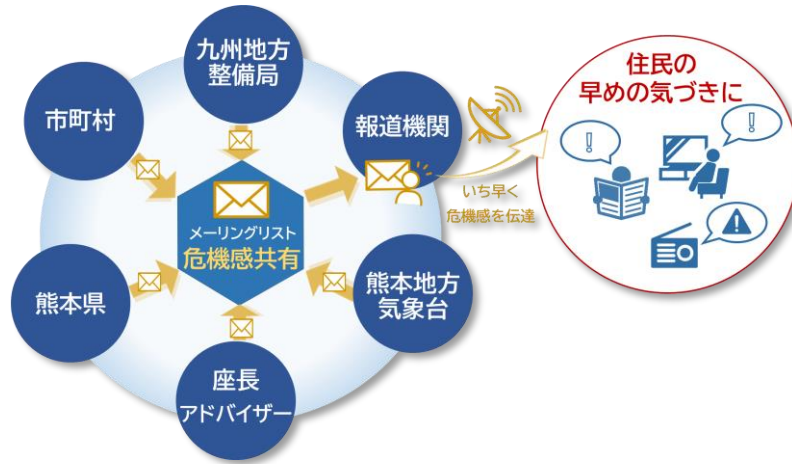 九州地方
整備局
市町村
報道機関
住民の
早めの気づきに
メーリングリスト
危機感共有
いち早く
危機感を伝達
熊本県
熊本地方
気象台
座長
アドバイザー